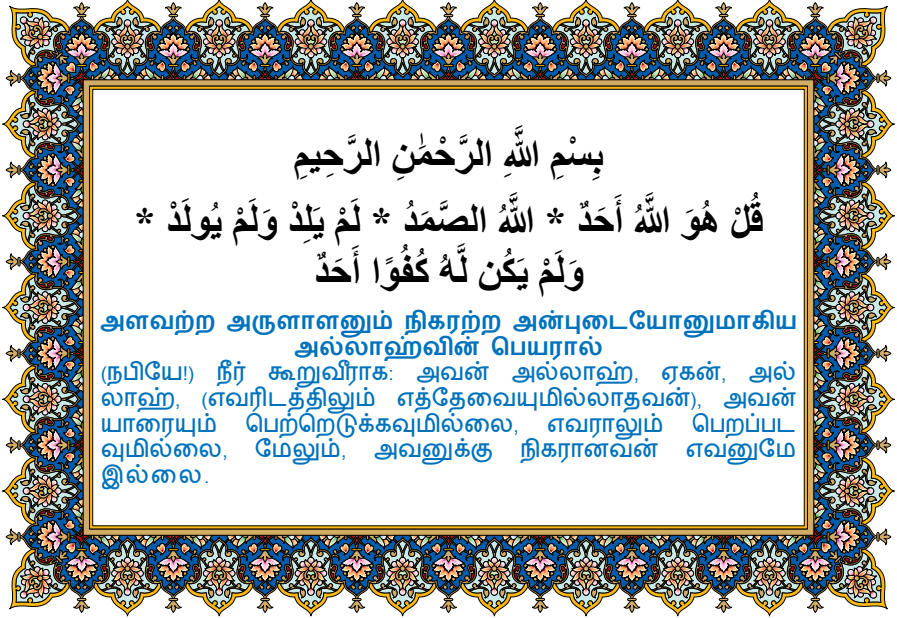 بِسْمِ اللَّهِ الرَّحْمَٰنِ الرَّحِيمِ
قُلْ هُوَ اللَّهُ أَحَدٌ * اللَّهُ الصَّمَدُ * لَمْ يَلِدْ وَلَمْ يُولَدْ *
وَلَمْ يَكُن لَّهُ كُفُوًا أَحَدٌ
அளவற்ற அருளாளனும் நிகரற்ற அன்புடையோனுமாகிய
அல்லாஹ்வின் பெயரால்
(நபியே!) நீர் கூறுவீராக: அவன் அல்லாஹ், ஏகன், அல்
லாஹ், (எவரிடத்திலும் எத்தேவையுமில்லாதவன்), அவன்
யாரையும் பெற்றெடுக்கவுமில்லை, எவராலும் பெறப்பட
வுமில்லை, மேலும், அவனுக்கு நிகரானவன் எவனுமே
இல்லை.